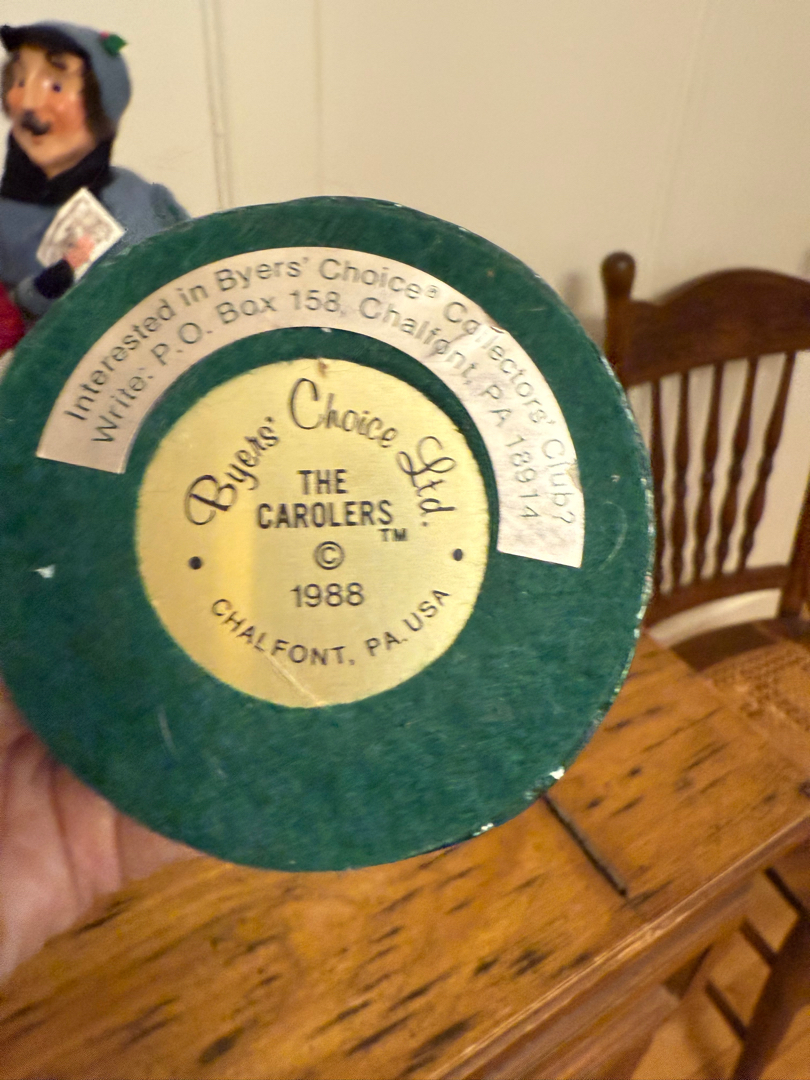 Interested in Byers' Choice® Collectors' Club?
Write: P.O. Box 158, Chalfont, PA 18914
Byers' Choice Ltd.
THE
CAROLERS™
©
• 1988 •
CHALFONT, PA. USA